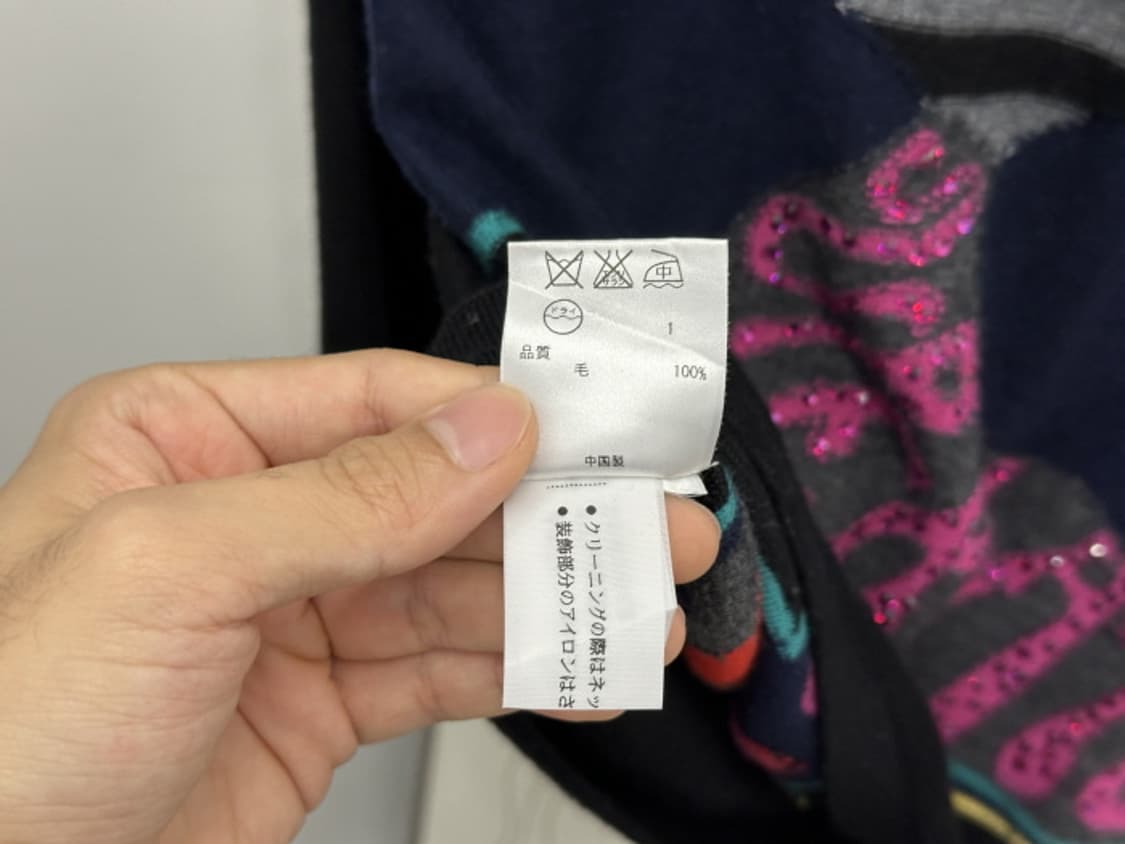 中
ドライ
1
品質
毛 100%
中国製
● クリーニングの際はネッ
● 装飾部分のアイロンはさ